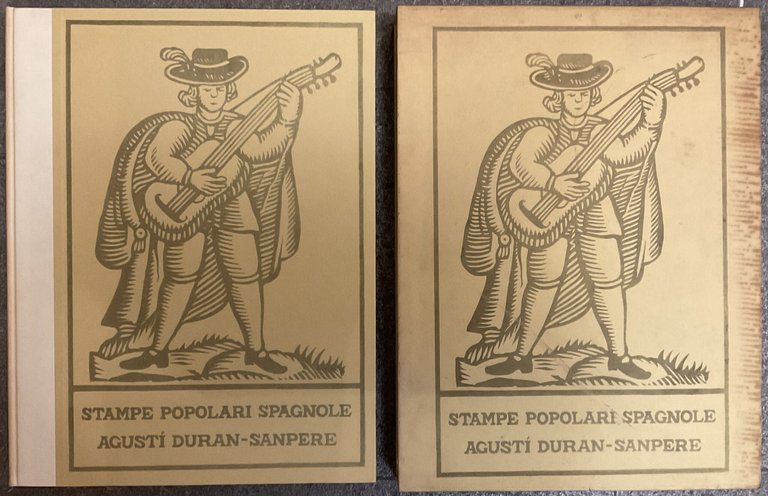 STAMPE POPOLARI SPAGNOLE
AGUSTÍ DURAN-SANPERE
STAMPE POPOLARI SPAGNOLE
AGUSTÍ DURAN-SANPERE